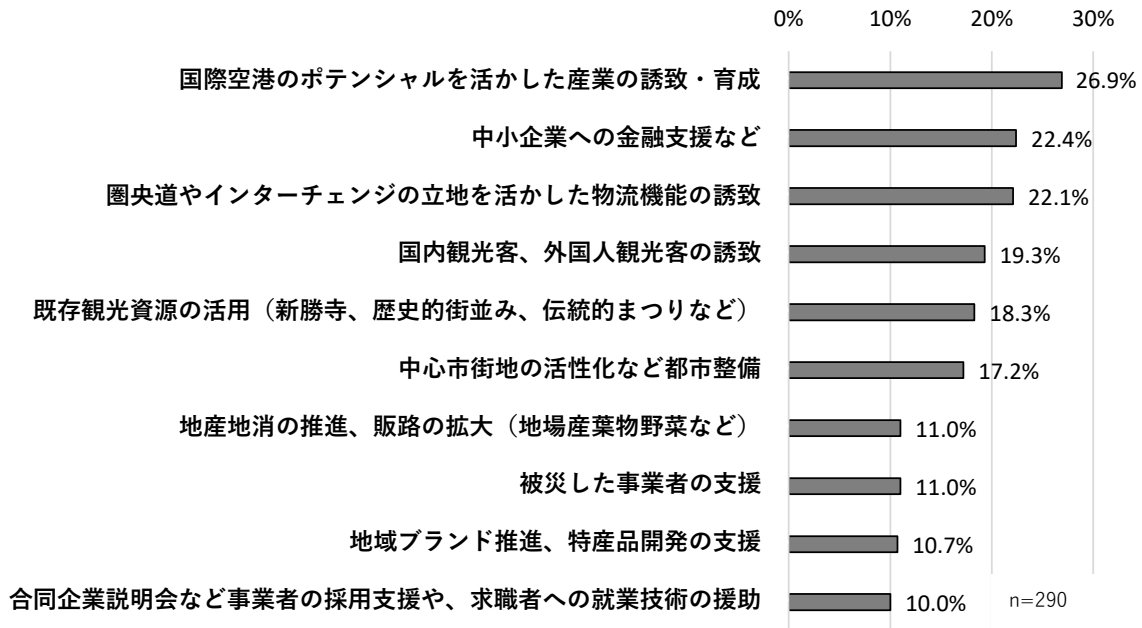 0% 10% 20% 30%
国際空港のポテンシャルを活かした産業の誘致・育成 26.9%
中小企業への金融支援など 22.4%
圏央道やインターチェンジの立地を活かした物流機能の誘致 22.1%
国内観光客、外国人観光客の誘致 19.3%
既存観光資源の活用（新勝寺、歴史的街並み、伝統的まつりなど） 18.3%
中心市街地の活性化など都市整備 17.2%
地産地消の推進、販路の拡大（地場産葉物野菜など） 11.0%
被災した事業者の支援 11.0%
地域ブランド推進、特産品開発の支援 10.7%
合同企業説明会など事業者の採用支援や、求職者への就業技術の援助 10.0% n=290